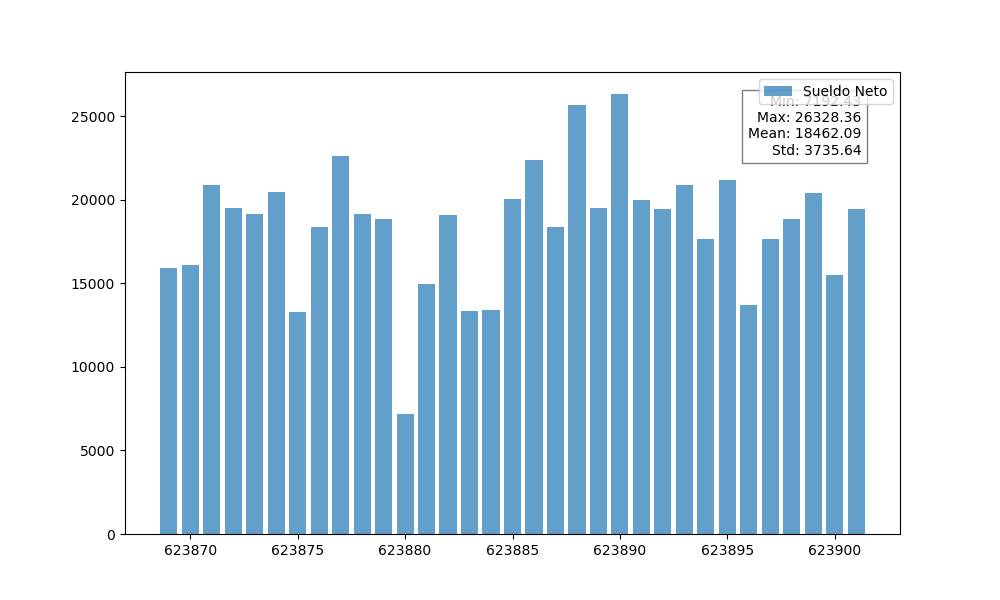 Sueldo Neto
Min: 7192.43
Max: 26328.36
Mean: 18462.09
Std: 3735.64
25000
20000
15000
10000
5000
0
623870 623875 623880 623885 623890 623895 623900